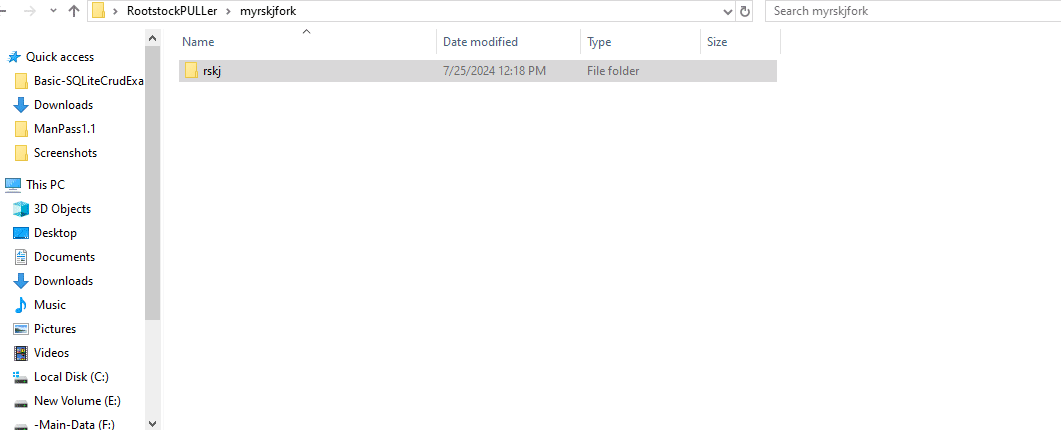 RootstockPULLer > myrskjfork
Search myrskjfork
Name Date modified Type Size
rskj 7/25/2024 12:18 PM File folder
Quick access
Basic-SQLiteCrudExa
Downloads
ManPass1.1
Screenshots
This PC
3D Objects
Desktop
Documents
Downloads
Music
Pictures
Videos
Local Disk (C:)
New Volume (E:)
-Main-Data (F:)